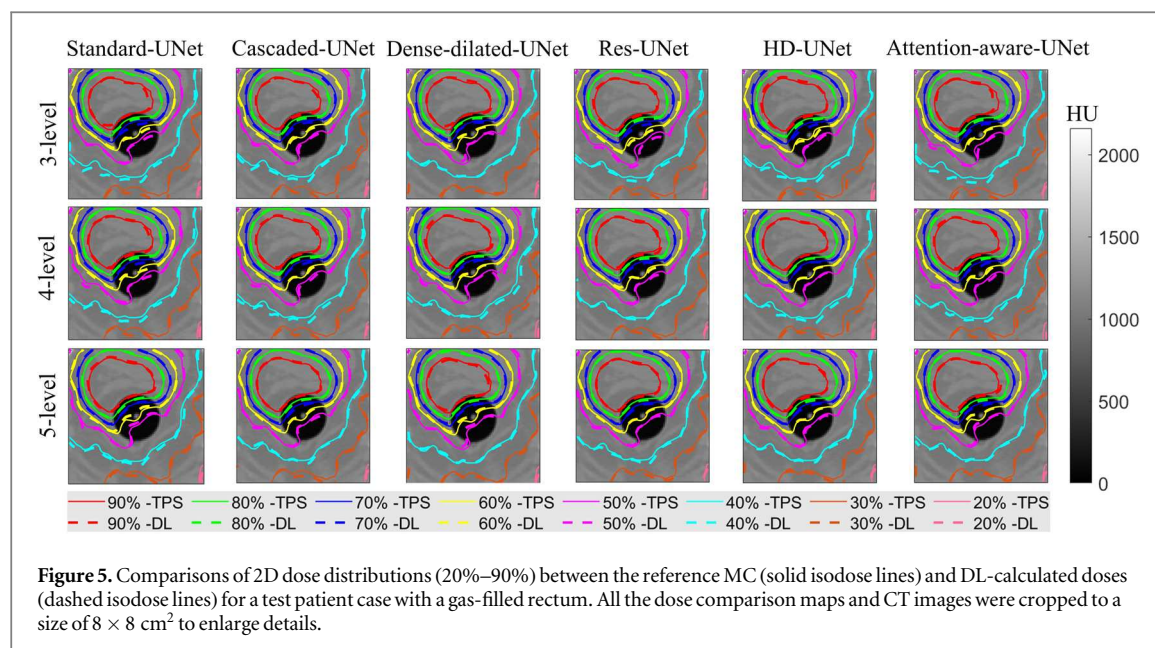 Standard-UNet Cascaded-UNet Dense-dilated-UNet Res-UNet HD-UNet Attention-aware-UNet
HU
3-level
2000
1500
4-level
1000
500
5-level
0
90% -TPS 80% -TPS 70% -TPS 60% -TPS 50% -TPS 40% -TPS 30% -TPS 20% -TPS
90% -DL 80% -DL 70% -DL 60% -DL 50% -DL 40% -DL 30% -DL 20% -DL
Figure 5. Comparisons of 2D dose distributions (20%–90%) between the reference MC (solid isodose lines) and DL-calculated doses
(dashed isodose lines) for a test patient case with a gas-filled rectum. All the dose comparison maps and CT images were cropped to a
size of 8 × 8 cm² to enlarge details.